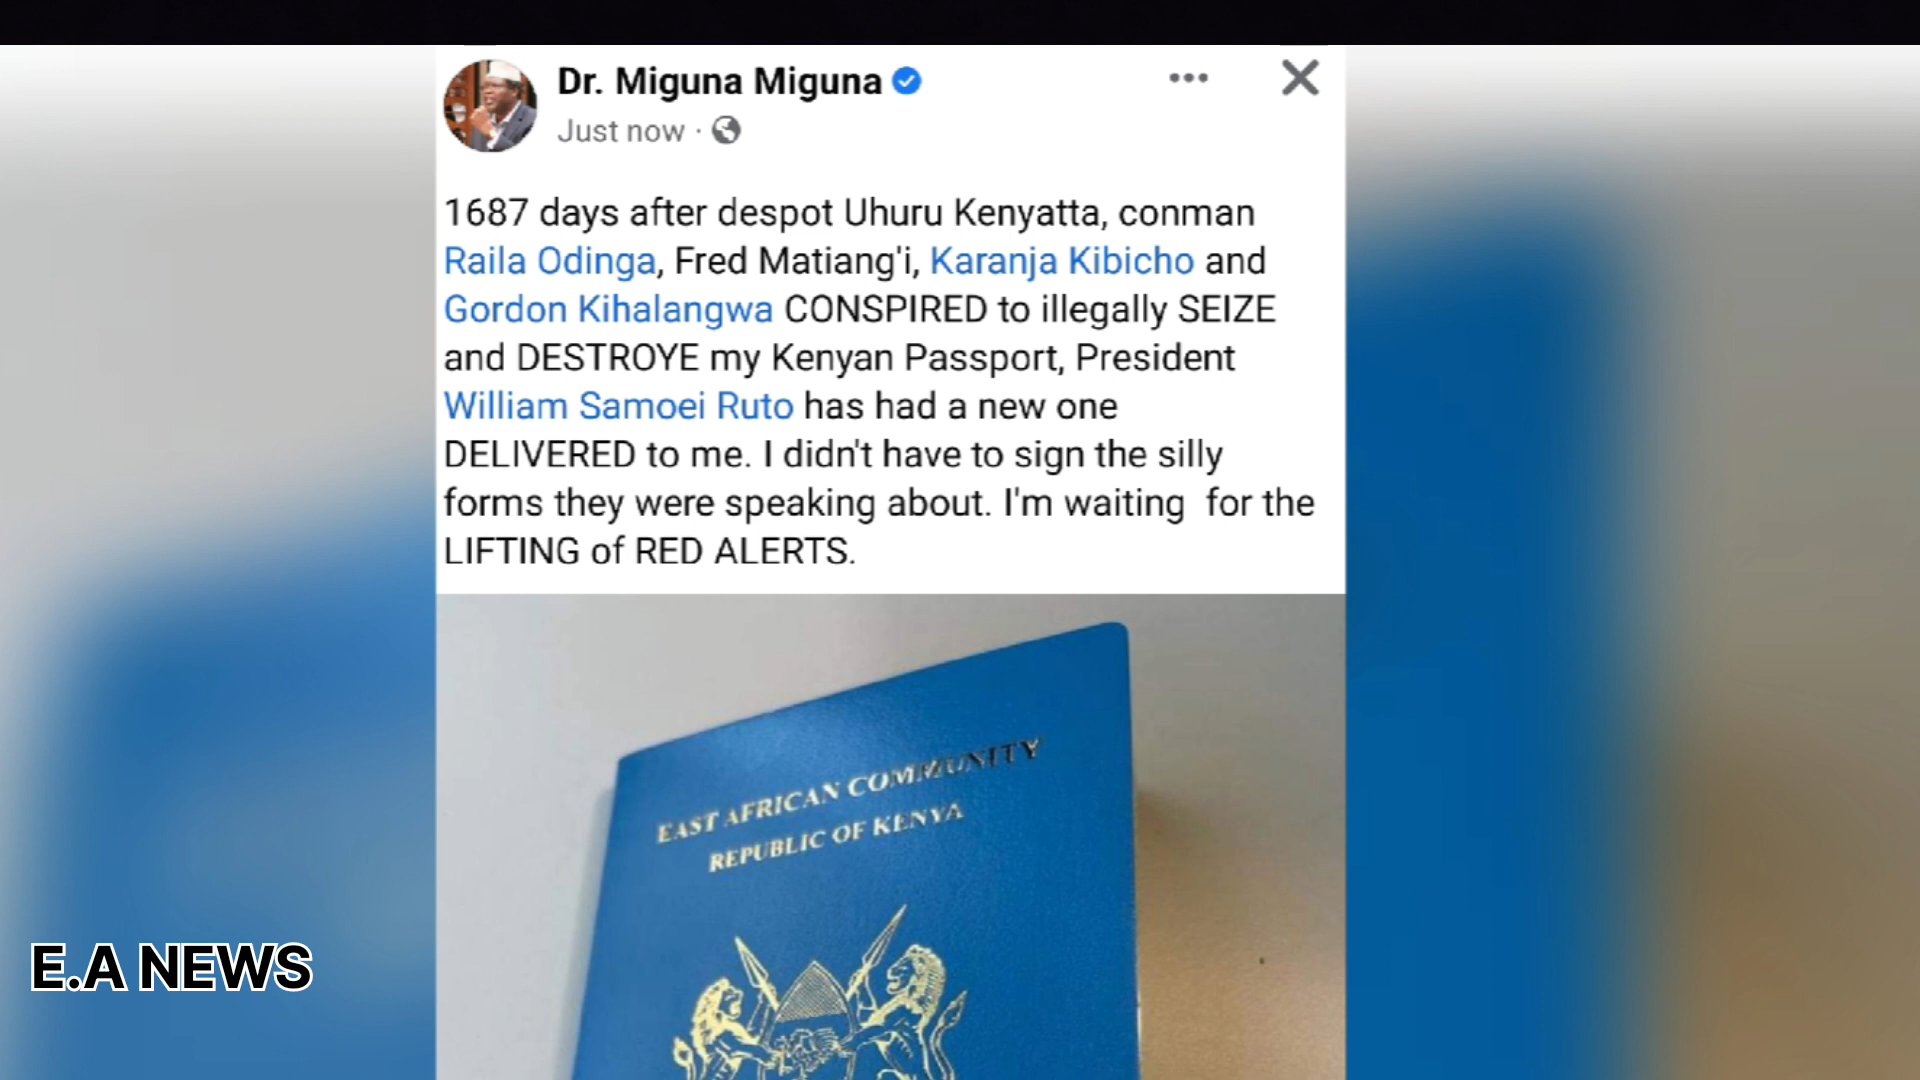 Dr. Miguna Miguna
Just now ·
1687 days after despot Uhuru Kenyatta, conman
Raila Odinga, Fred Matiang'i, Karanja Kibicho and
Gordon Kihalangwa CONSPIRED to illegally SEIZE
and DESTROYE my Kenyan Passport, President
William Samoei Ruto has had a new one
DELIVERED to me. I didn't have to sign the silly
forms they were speaking about. I'm waiting  for the
LIFTING of RED ALERTS.
EAST AFRICAN COMMUNITY
REPUBLIC OF KENYA
E.A NEWS